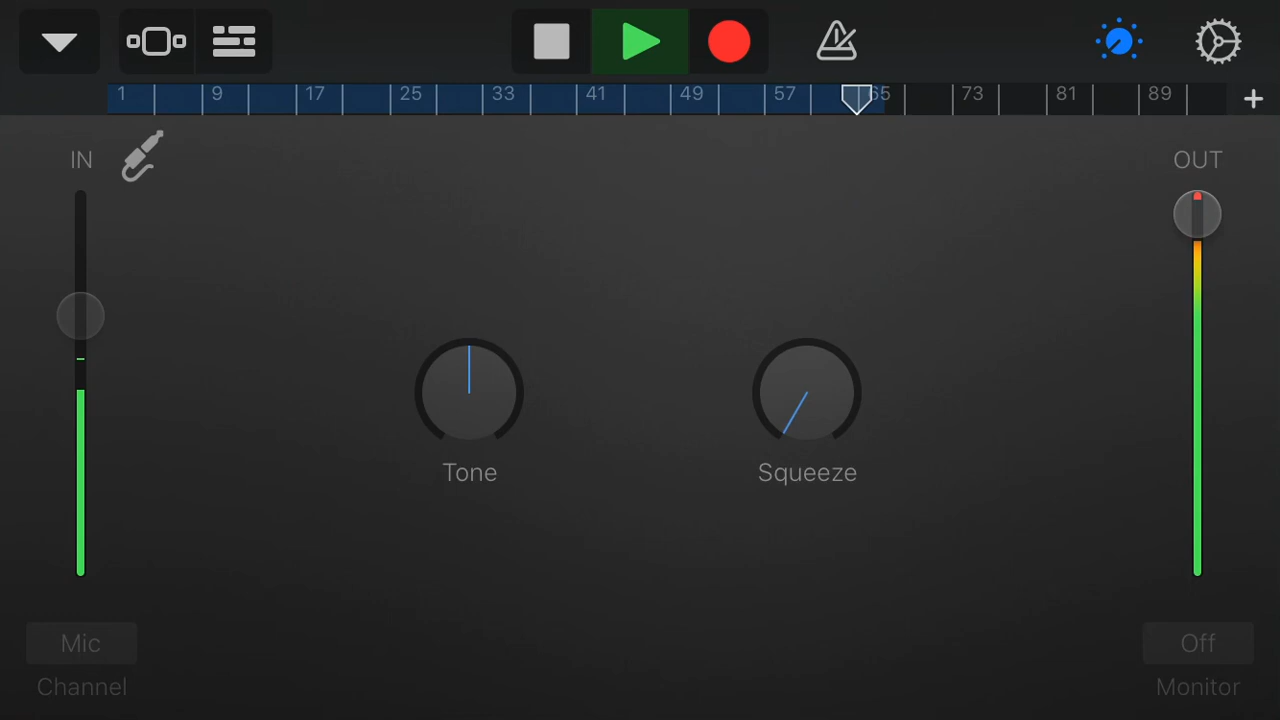 1 9 17 25 33 41 49 57 65 73 81 89
IN
OUT
Tone
Squeeze
Mic
Off
Channel
Monitor